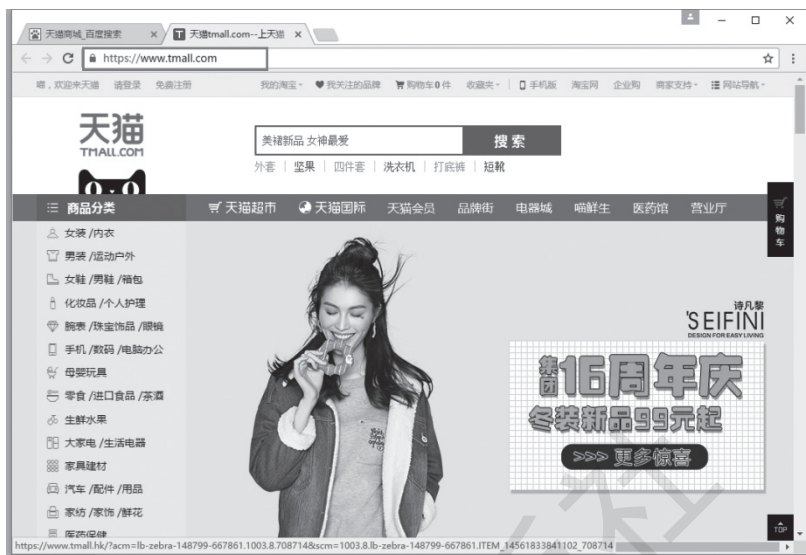 天猫商城_百度搜索 × 天猫tmall.com--上天猫 ×
https://www.tmall.com
喵,欢迎来天猫 请登录 免费注册 我的淘宝 我关注的品牌 购物车0件 收藏夹 手机版 淘宝网 企业购 商家支持 网站导航
天猫
TMALL.COM
美裙新品 女神最爱 搜索
外套 | 坚果 | 四件套 | 洗衣机 | 打底裤 | 短靴
商品分类 天猫超市 天猫国际 天猫会员 品牌街 电器城 喵鲜生 医药馆 营业厅
购物车
女装 /内衣
男装 /运动户外
女鞋 /男鞋 /箱包
化妆品 /个人护理
腕表 /珠宝饰品 /眼镜
手机 /数码 /电脑办公
母婴玩具
零食 /进口食品 /茶酒
生鲜水果
大家电 /生活电器
家具建材
汽车 /配件 /用品
家纺 /家饰 /鲜花
医药保健
诗凡黎
'SEIFINI
DESIGN FOR EASY LIVING
集团16周年庆
冬装新品99元起
>>> 更多惊喜
TOP
https://www.tmall.hk/?acm=lb-zebra-148799-667861.1003.8.708714&scm=1003.8.lb-zebra-148799-667861.ITEM_14561833841102_708714